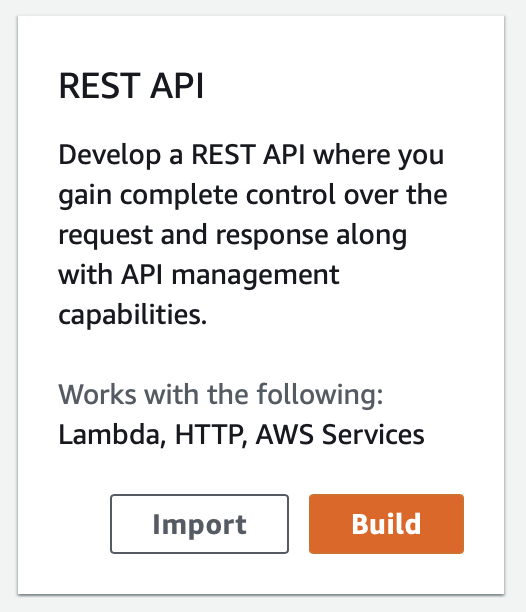 REST API
Develop a REST API where you
gain complete control over the
request and response along
with API management
capabilities.
Works with the following:
Lambda, HTTP, AWS Services
Import
Build